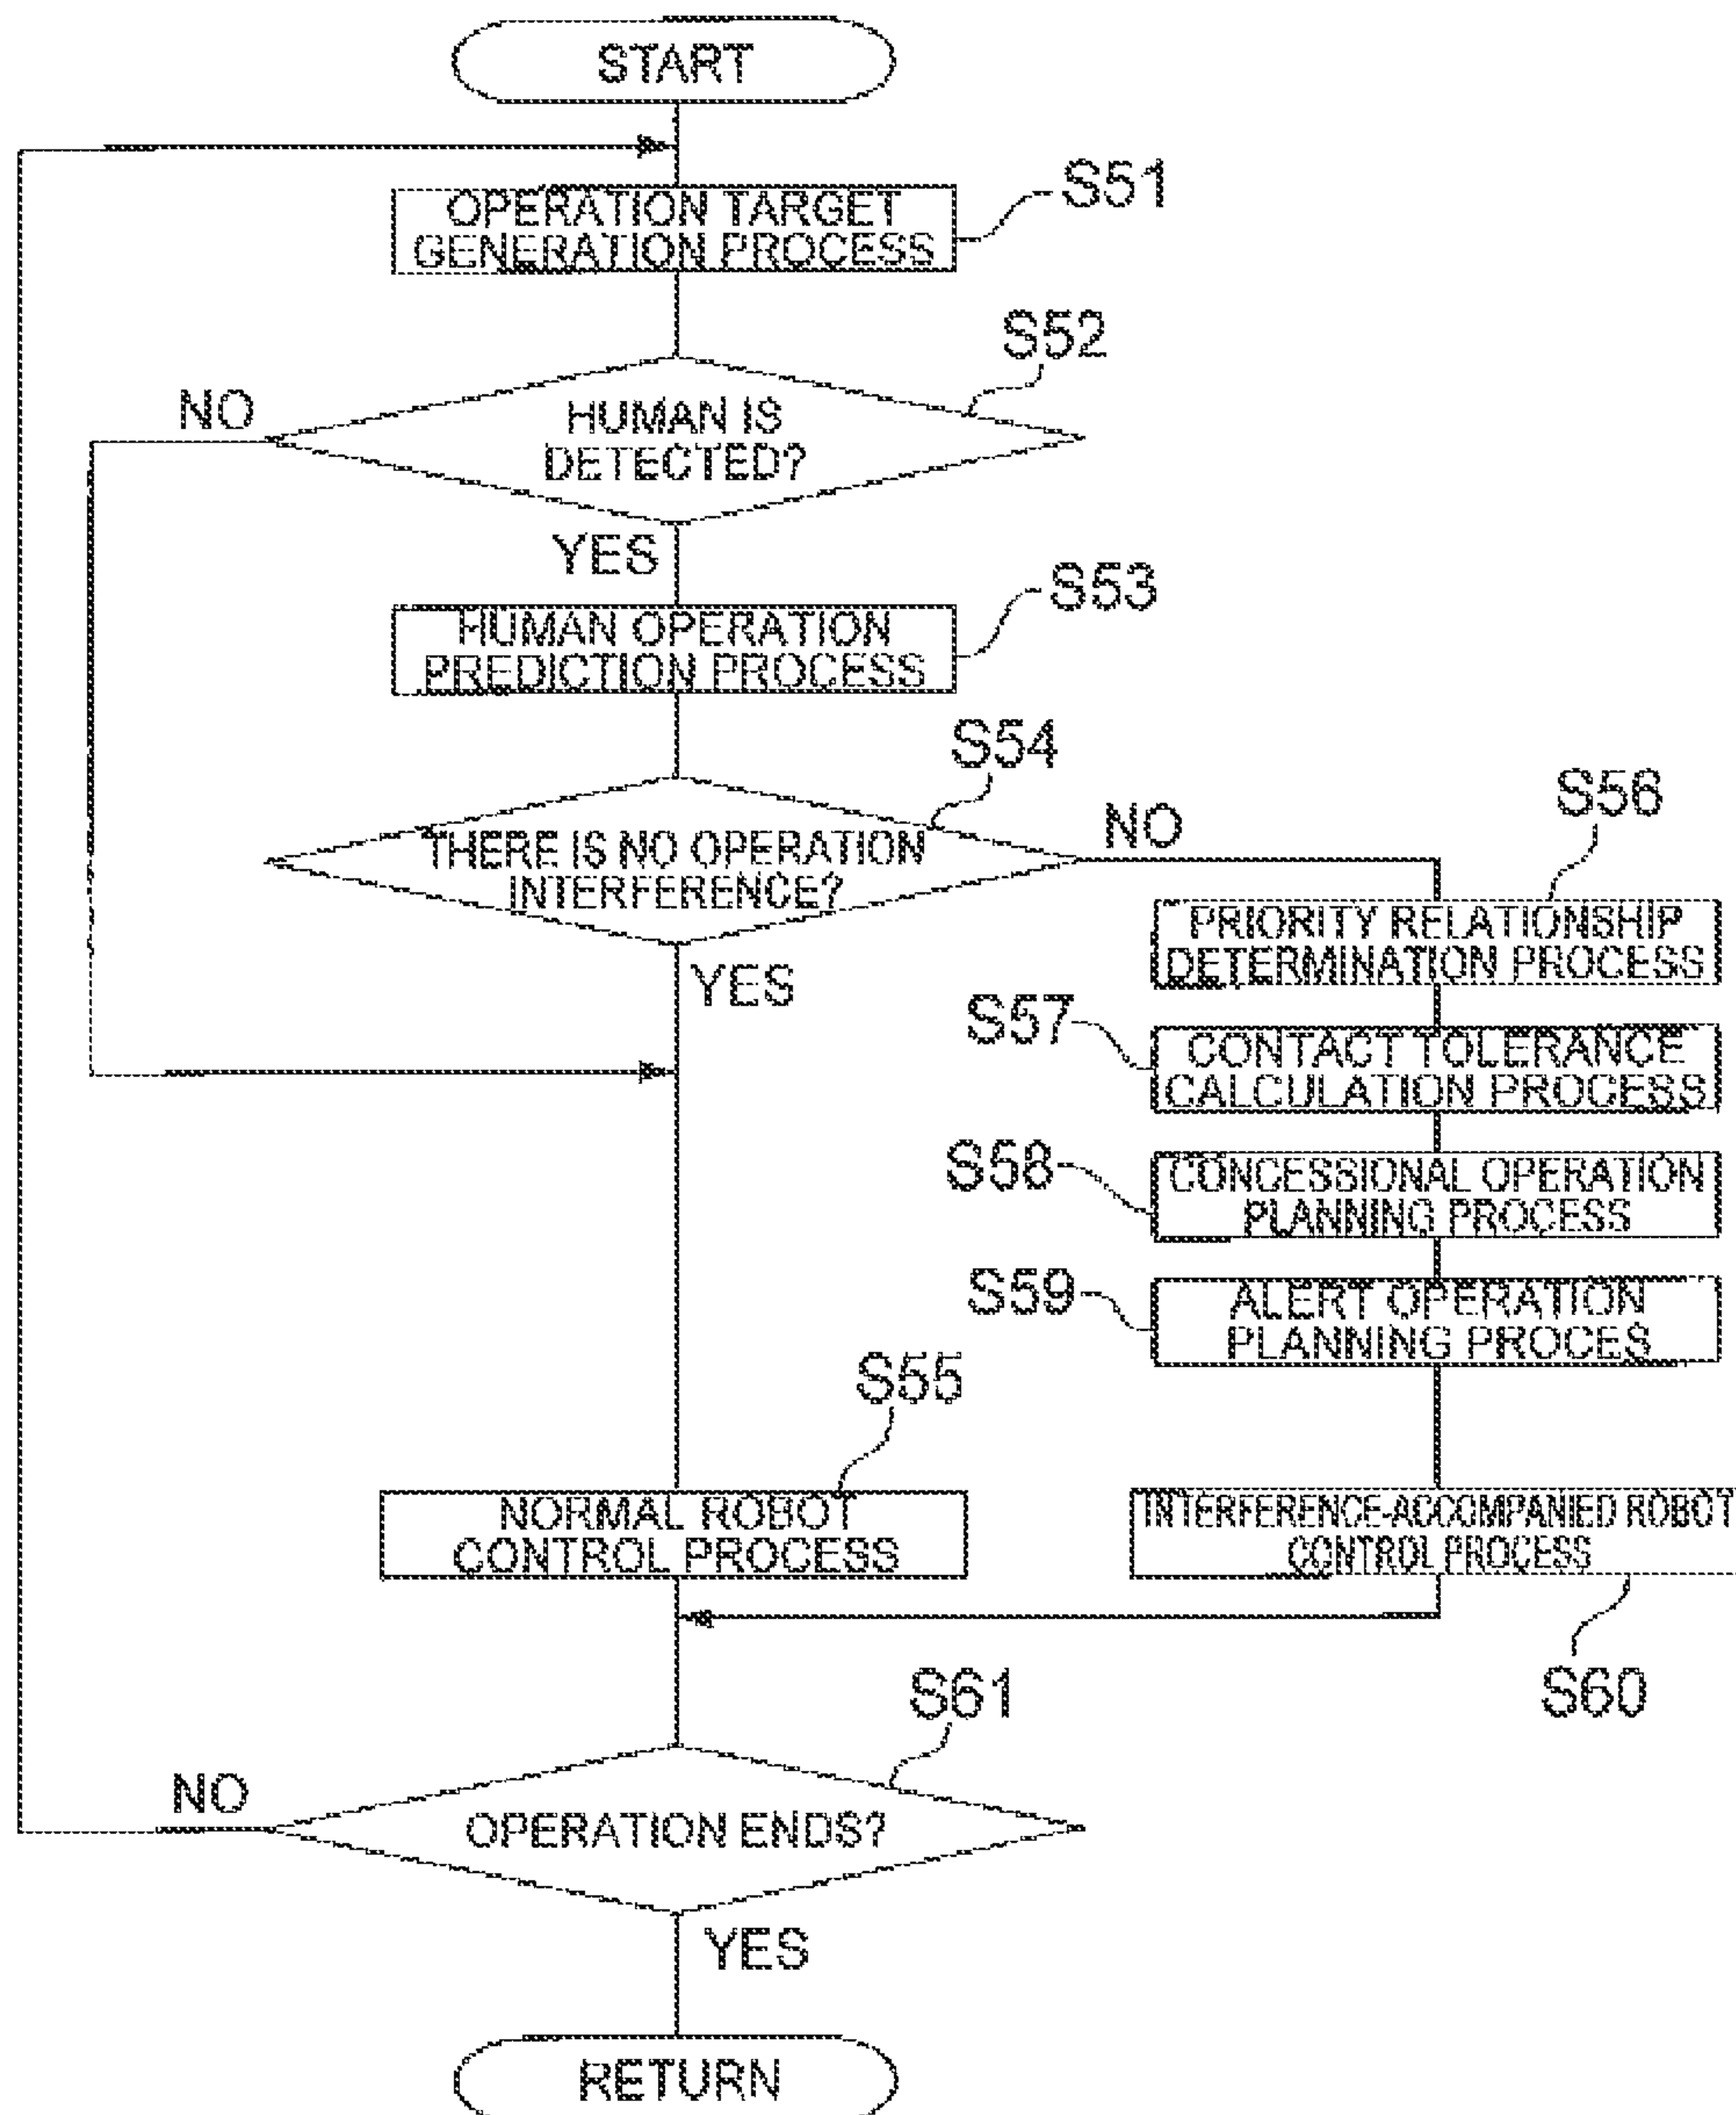 START
OPERATION TARGET
GENERATION PROCESS
S51
S52
NO
HUMAN IS
DETECTED?
YES
S53
HUMAN OPERATION
PREDICTION PROCESS
S54
THERE IS NO OPERATION
INTERFERENCE?
NO
YES
S56
PRIORITY RELATIONSHIP
DETERMINATION PROCESS
S57
CONTACT TOLERANCE
CALCULATION PROCESS
S58
CONCESSIONAL OPERATION
PLANNING PROCESS
S59
ALERT OPERATION
PLANNING PROCES
S55
NORMAL ROBOT
CONTROL PROCESS
INTERFERENCE-ACCOMPANIED ROBOT
CONTROL PROCESS
S60
S61
NO
OPERATION ENDS?
YES
RETURN